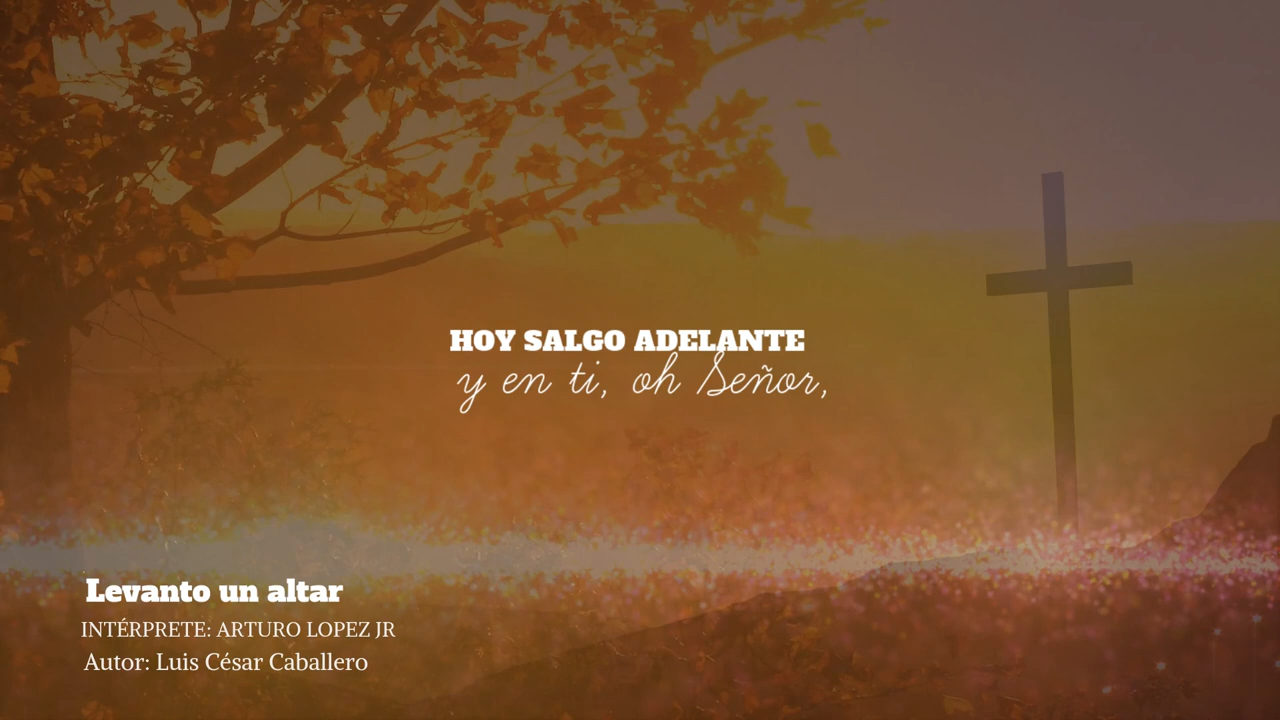 HOY SALGO ADELANTE
y en ti, oh Señor,
Levanto un altar
INTÉRPRETE: ARTURO LOPEZ JR
Autor: Luis César Caballero